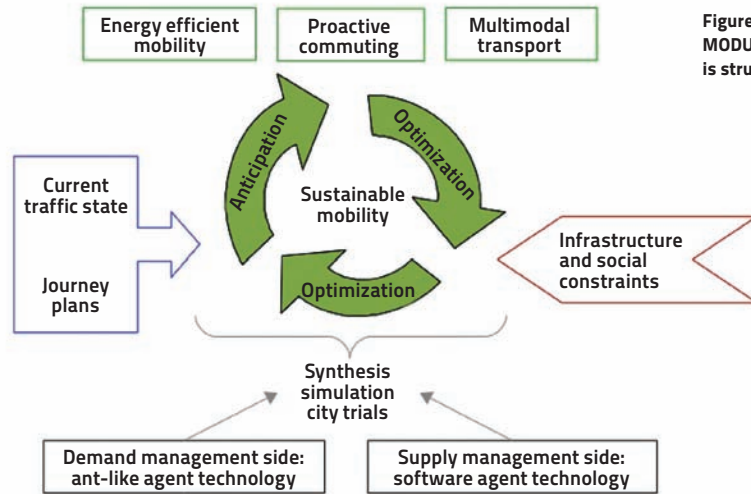 Energy efficient
mobility
Proactive
commuting
Multimodal
transport
Figure
MODU
is stru
Anticipation
Optimization
Current
traffic state
Sustainable
mobility
Journey
plans
Infrastructure
and social
constraints
Optimization
Synthesis
simulation
city trials
Demand management side:
ant-like agent technology
Supply management side:
software agent technology